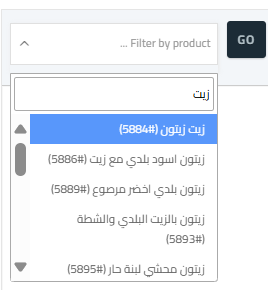 Filter by product ...
GO
زيت
زيت زيتون (#5884)
زيتون اسود بلدي مع زيت (#5886)
زيتون بلدي اخضر مرصوع (#5889)
زيتون بالزيت البلدي والشطة
(#5893)
زيتون محشي لبنة حار (#5895)